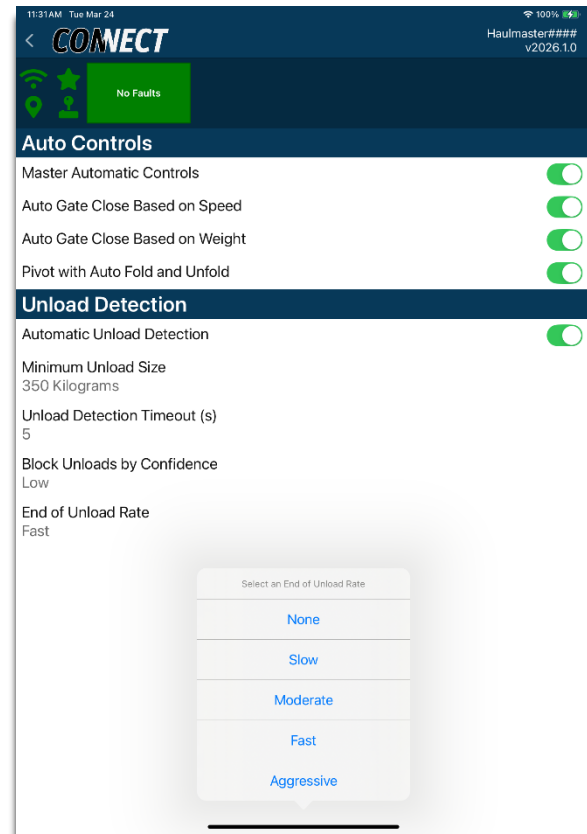 11:31 AM Tue Mar 24
100%
CONNECT
Haulmaster####
v2026.1.0
No Faults
Auto Controls
Master Automatic Controls
Auto Gate Close Based on Speed
Auto Gate Close Based on Weight
Pivot with Auto Fold and Unfold
Unload Detection
Automatic Unload Detection
Minimum Unload Size
350 Kilograms
Unload Detection Timeout (s)
5
Block Unloads by Confidence
Low
End of Unload Rate
Fast
Select an End of Unload Rate
None
Slow
Moderate
Fast
Aggressive